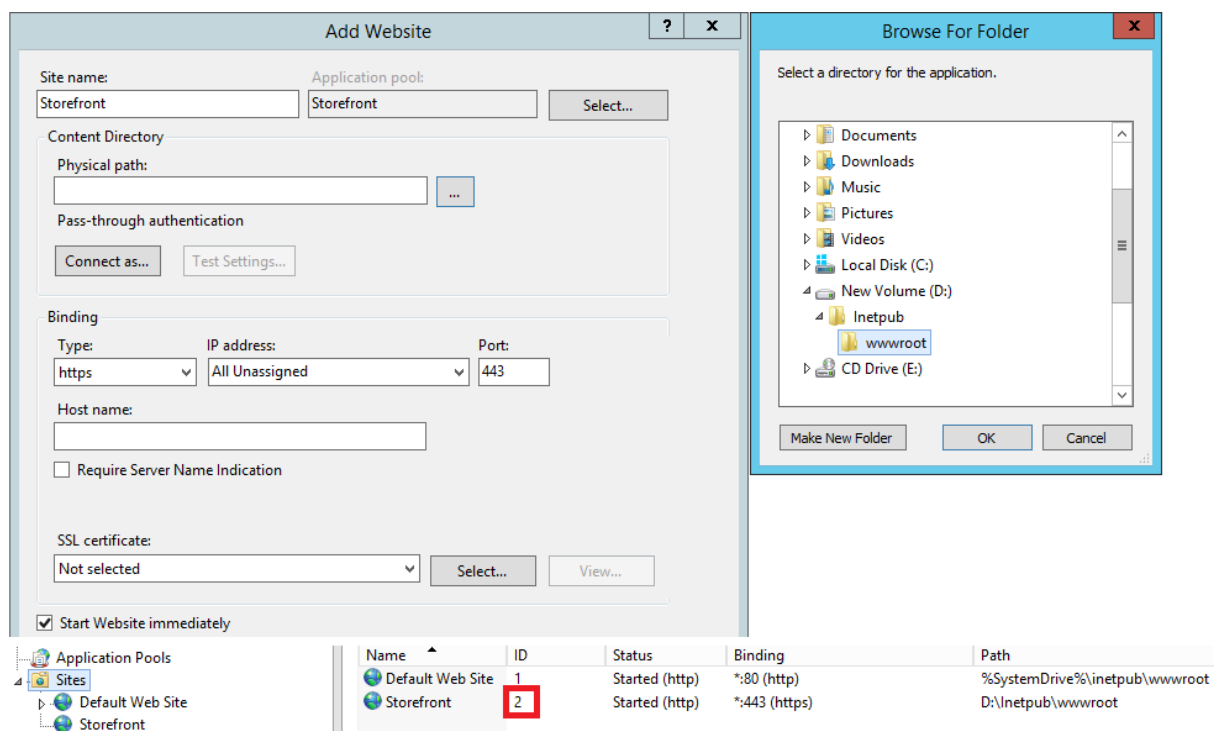 Add Website
?
X
Site name:
Application pool:
Storefront
Storefront
Select...
Content Directory
Physical path:
...
Pass-through authentication
Connect as...
Test Settings...
Binding
Type:
IP address:
Port:
https
All Unassigned
443
Host name:
Require Server Name Indication
SSL certificate:
Not selected
Select...
View...
Start Website immediately
Browse For Folder
X
Select a directory for the application.
Documents
Downloads
Music
Pictures
Videos
Local Disk (C:)
New Volume (D:)
Inetpub
wwwroot
CD Drive (E:)
Make New Folder
OK
Cancel
Application Pools
Sites
Default Web Site
Storefront
Name ID Status Binding Path
Default Web Site 1 Started (http) *:80 (http) %SystemDrive%\inetpub\wwwroot
Storefront 2 Started (http) *:443 (https) D:\Inetpub\wwwroot